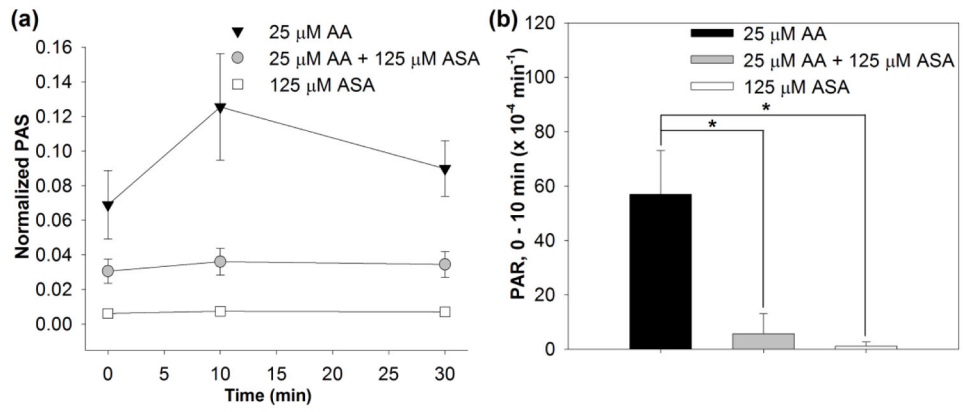 (a)
25 μM AA
25 μM AA + 125 μM ASA
125 μM ASA
0.16
0.14
0.12
0.10
0.08
0.06
0.04
0.02
0.00
Normalized PAS
0 5 10 15 20 25 30
Time (min)
(b)
25 μM AA
25 μM AA + 125 μM ASA
125 μM ASA
120
100
80
60
40
20
0
PAR, 0 - 10 min (x 10⁻⁴ min⁻¹)
*
*